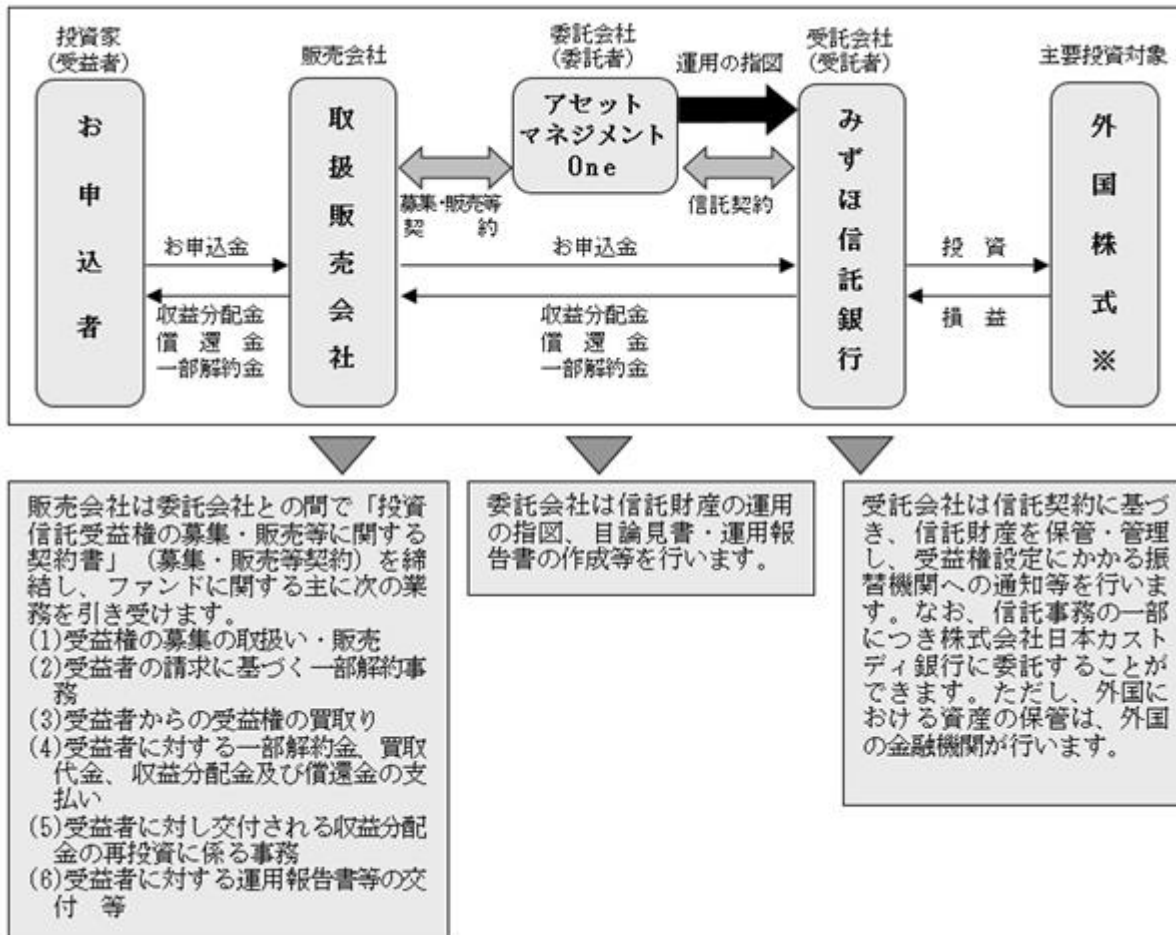 投資家
(受益者)
販売会社
委託会社
(委託者)
運用の指図
受託会社
(受託者)
主要投資対象
お申込者
取扱販売会社
アセット
マネジメント
One
みずほ信託銀行
外国株式※
募集・販売等
契　約
信託契約
お申込金
収益分配金
償　還　金
一部解約金
お申込金
収益分配金
償　還　金
一部解約金
投　資
損　益
販売会社は委託会社との間で「投資
信託受益権の募集・販売等に関する
契約書」（募集・販売等契約）を締
結し、ファンドに関する主に次の業
務を引き受けます。
(1)受益権の募集の取扱い・販売
(2)受益者の請求に基づく一部解約事
務
(3)受益者からの受益権の買取り
(4)受益者に対する一部解約金、買取
代金、収益分配金及び償還金の支
払い
(5)受益者に対し交付される収益分配
金の再投資に係る事務
(6)受益者に対する運用報告書等の交
付　等
委託会社は信託財産の運用
の指図、目論見書・運用報
告書の作成等を行います。
受託会社は信託契約に基づ
き、信託財産を保管・管理
し、受益権設定にかかる振
替機関への通知等を行いま
す。なお、信託事務の一部
につき株式会社日本カスト
ディ銀行に委託することが
できます。ただし、外国に
おける資産の保管は、外国
の金融機関が行います。